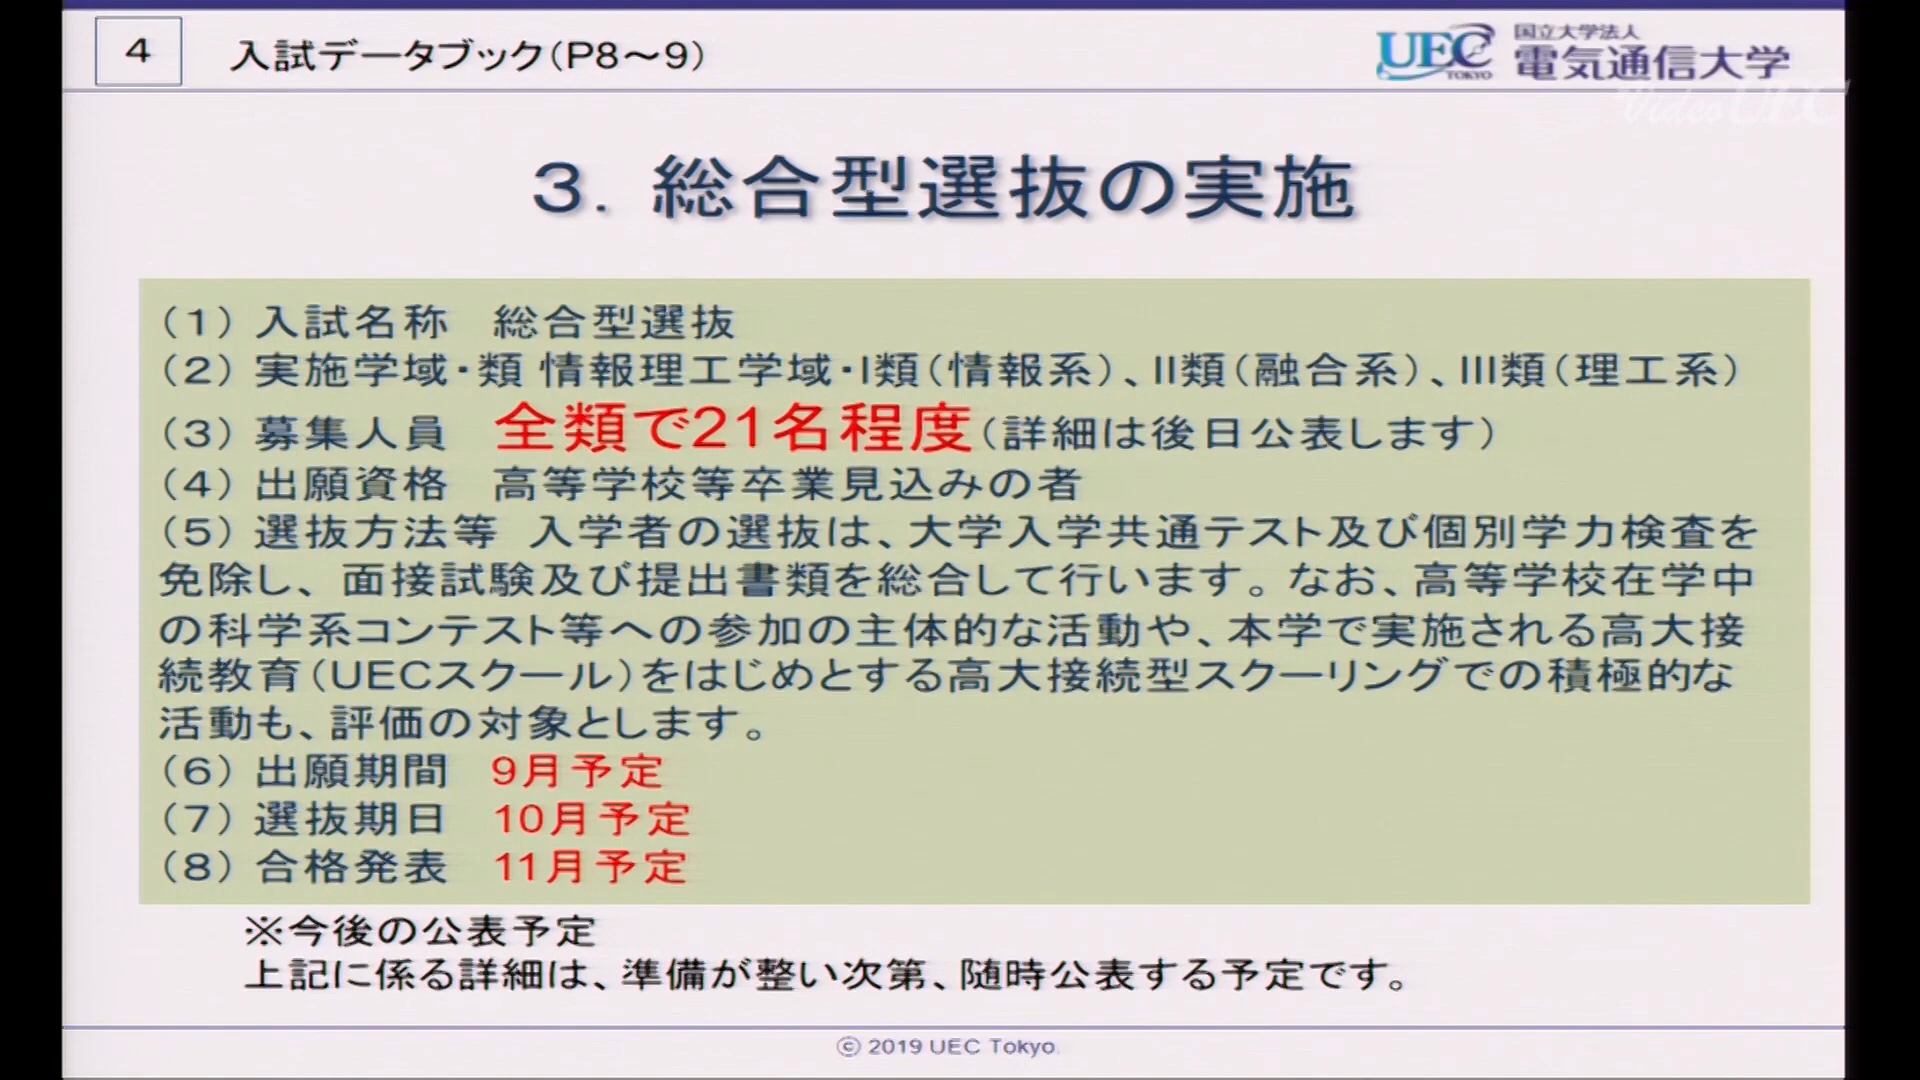 4
入試データブック(P8～9)
UEC
TOKYO
国立大学法人
電気通信大学
VideoUEC
3. 総合型選抜の実施
(1) 入試名称　総合型選抜
(2) 実施学域・類 情報理工学域・I類(情報系)、II類(融合系)、III類(理工系)
(3) 募集人員　全類で21名程度(詳細は後日公表します)
(4) 出願資格　高等学校等卒業見込みの者
(5) 選抜方法等　入学者の選抜は、大学入学共通テスト及び個別学力検査を
免除し、面接試験及び提出書類を総合して行います。なお、高等学校在学中
の科学系コンテスト等への参加の主体的な活動や、本学で実施される高大接
続教育(UECスクール)をはじめとする高大接続型スクーリングでの積極的な
活動も、評価の対象とします。
(6) 出願期間　9月予定
(7) 選抜期日　10月予定
(8) 合格発表　11月予定
※今後の公表予定
上記に係る詳細は、準備が整い次第、随時公表する予定です。
© 2019 UEC Tokyo.